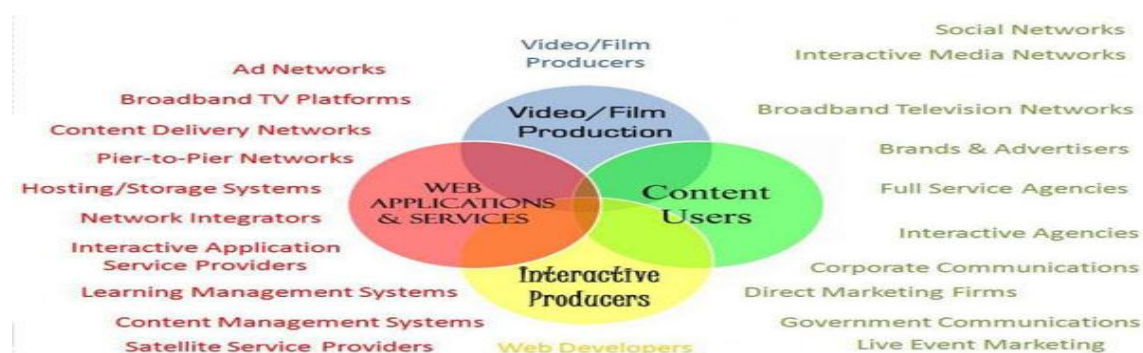 Video/Film
Producers
Ad Networks
Broadband TV Platforms
Content Delivery Networks
Pier-to-Pier Networks
Hosting/Storage Systems
Network Integrators
Interactive Application
Service Providers
Learning Management Systems
Content Management Systems
Satellite Service Providers
Video/Film
Production
WEB
APPLICATIONS
& SERVICES
Content
Users
Interactive
Producers
Web Developers
Social Networks
Interactive Media Networks
Broadband Television Networks
Brands & Advertisers
Full Service Agencies
Interactive Agencies
Corporate Communications
Direct Marketing Firms
Government Communications
Live Event Marketing